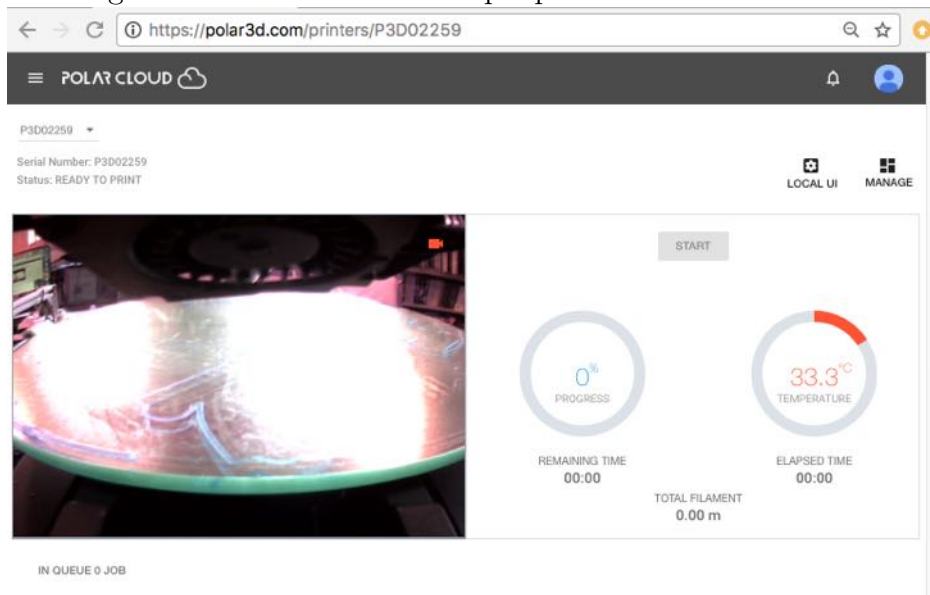 https://polar3d.com/printers/P3D02259
POLAR CLOUD
P3D02259
Serial Number: P3D02259
Status: READY TO PRINT
LOCAL UI
MANAGE
START
0%
PROGRESS
33.3°C
TEMPERATURE
REMAINING TIME
00:00
ELAPSED TIME
00:00
TOTAL FILAMENT
0.00 m
IN QUEUE 0 JOB